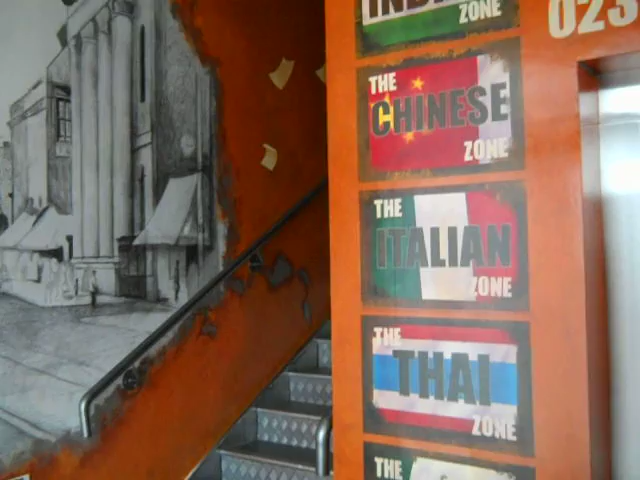 ZONE
023
THE
CHINESE
ZONE
THE
ITALIAN
ZONE
THE
THAI
ZONE
THE